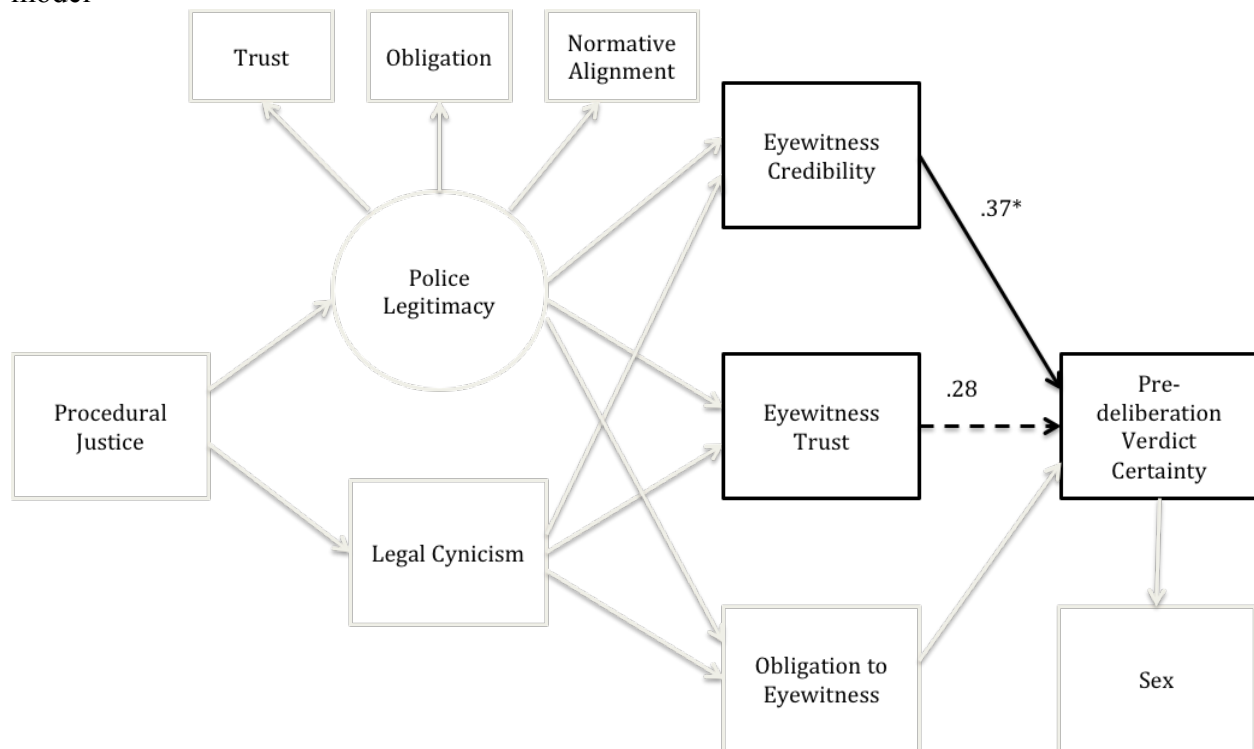 Trust
Obligation
Normative
Alignment
Eyewitness
Credibility
.37*
Police
Legitimacy
Procedural
Justice
Eyewitness
Trust
.28
Pre-
deliberation
Verdict
Certainty
Legal Cynicism
Obligation to
Eyewitness
Sex